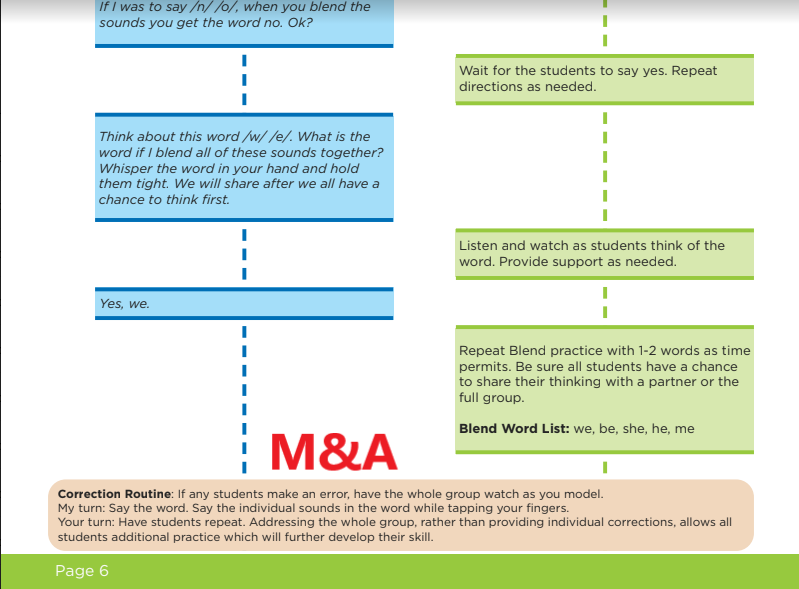 If I was to say /n/ /o/, when you blend the
sounds you get the word no. Ok?
Wait for the students to say yes. Repeat
directions as needed.
Think about this word /w/ /e/. What is the
word if I blend all of these sounds together?
Whisper the word in your hand and hold
them tight. We will share after we all have a
chance to think first.
Listen and watch as students think of the
word. Provide support as needed.
Yes, we.
Repeat Blend practice with 1-2 words as time
permits. Be sure all students have a chance
to share their thinking with a partner or the
full group.
Blend Word List: we, be, she, he, me
M&A
Correction Routine: If any students make an error, have the whole group watch as you model.
My turn: Say the word. Say the individual sounds in the word while tapping your fingers.
Your turn: Have students repeat. Addressing the whole group, rather than providing individual corrections, allows all
students additional practice which will further develop their skill.
Page 6